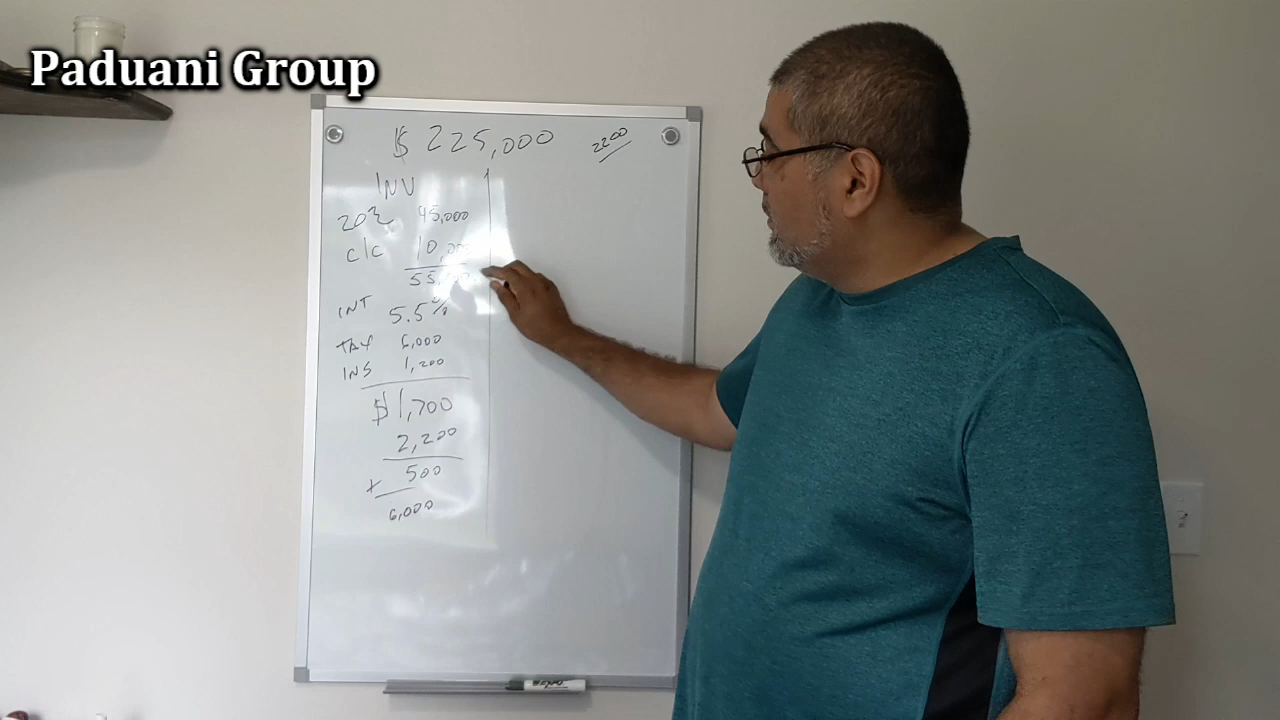 Paduani Group
$ 225,000
2200
INV
20% 45,000
c/c 10,000
55,000
INT 5.5%
TAX 6,000
INS 1,200
$1,700
2,200
+ 500
6,000